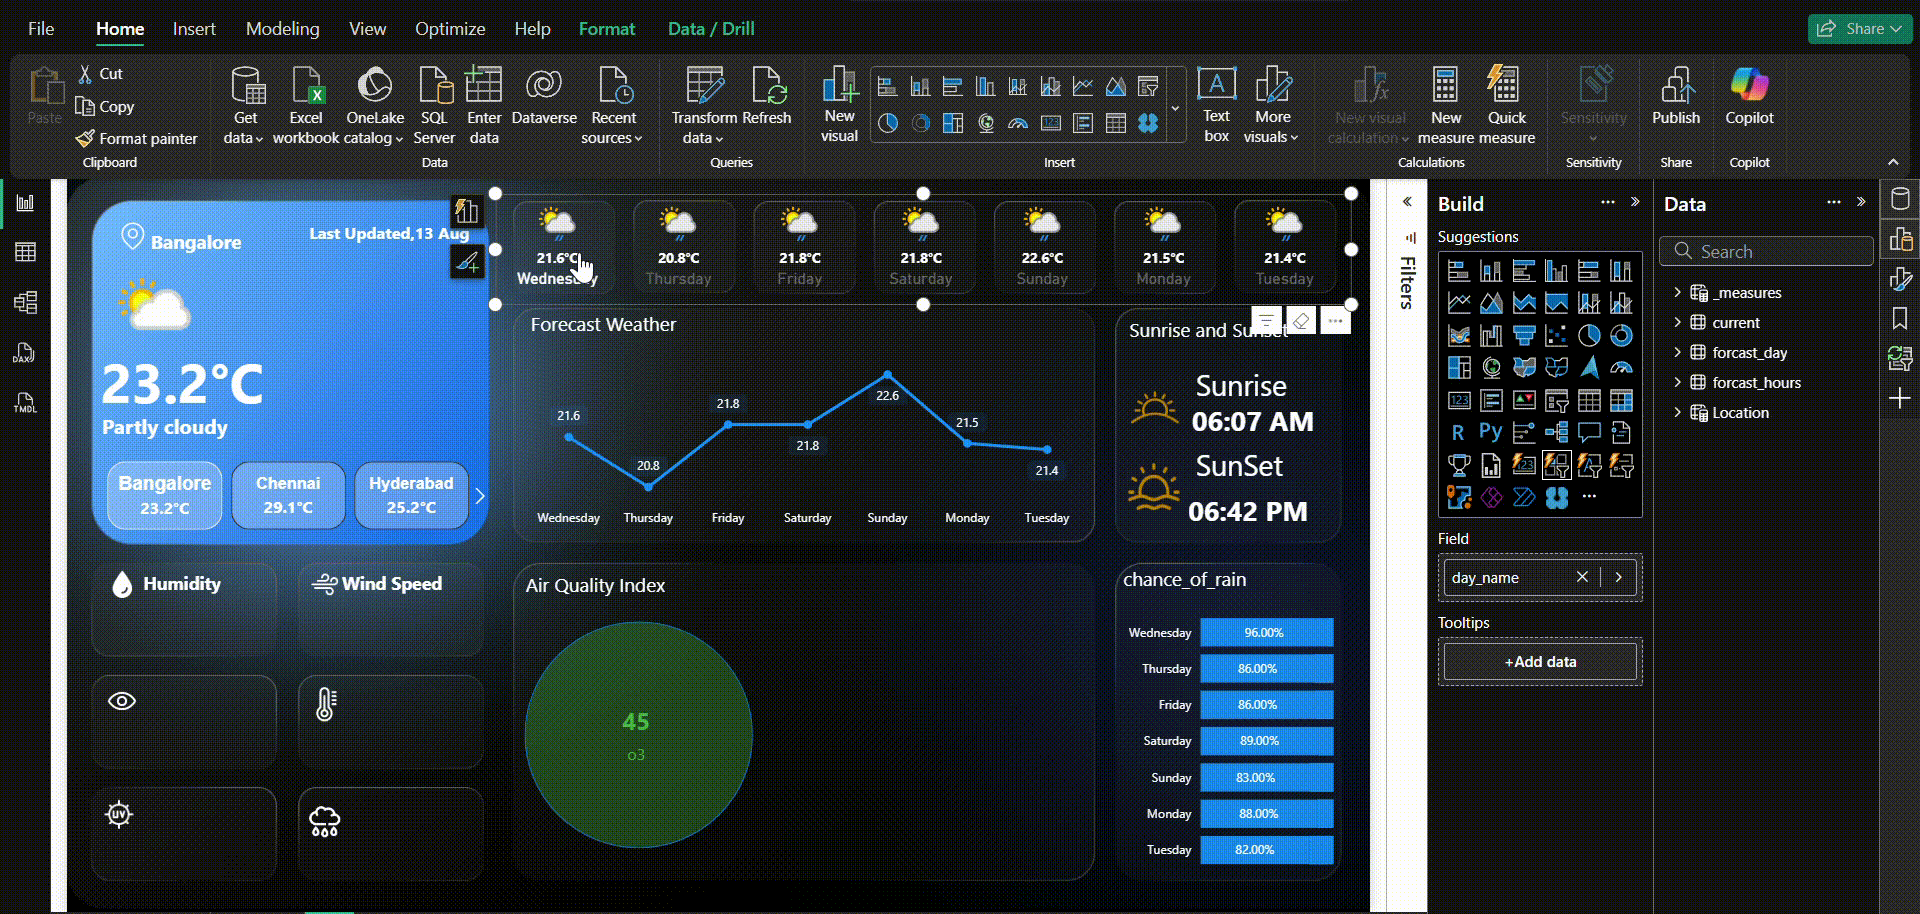 File Home Insert Modeling View Optimize Help Format Data / Drill Share
Paste
Cut
Copy
Format painter
Clipboard
Get data
Excel workbook
OneLake catalog
SQL Server
Enter data
Dataverse
Recent sources
Data
Transform data
Refresh
Queries
New visual
Text box
More visuals
Insert
New visual calculation
New measure
Quick measure
Calculations
Sensitivity
Sensitivity
Publish
Share
Copilot
Copilot
DAX
TMDL
Bangalore
Last Updated,13 Aug
23.2°C
Partly cloudy
Bangalore
23.2°C
Chennai
29.1°C
Hyderabad
25.2°C
Humidity
Wind Speed
UV
21.6°C
Wednesday
20.8°C
Thursday
21.8°C
Friday
21.8°C
Saturday
22.6°C
Sunday
21.5°C
Monday
21.4°C
Tuesday
Forecast Weather
21.6
20.8
21.8
21.8
22.6
21.5
21.4
Wednesday Thursday Friday Saturday Sunday Monday Tuesday
Sunrise and Sunset
Sunrise
06:07 AM
SunSet
06:42 PM
Air Quality Index
45
o3
chance_of_rain
Wednesday 96.00%
Thursday 86.00%
Friday 86.00%
Saturday 89.00%
Sunday 83.00%
Monday 88.00%
Tuesday 82.00%
Filters
Build
Suggestions
123
R
Py
123
Field
day_name
Tooltips
+Add data
Data
Search
_measures
current
forcast_day
forcast_hours
Location